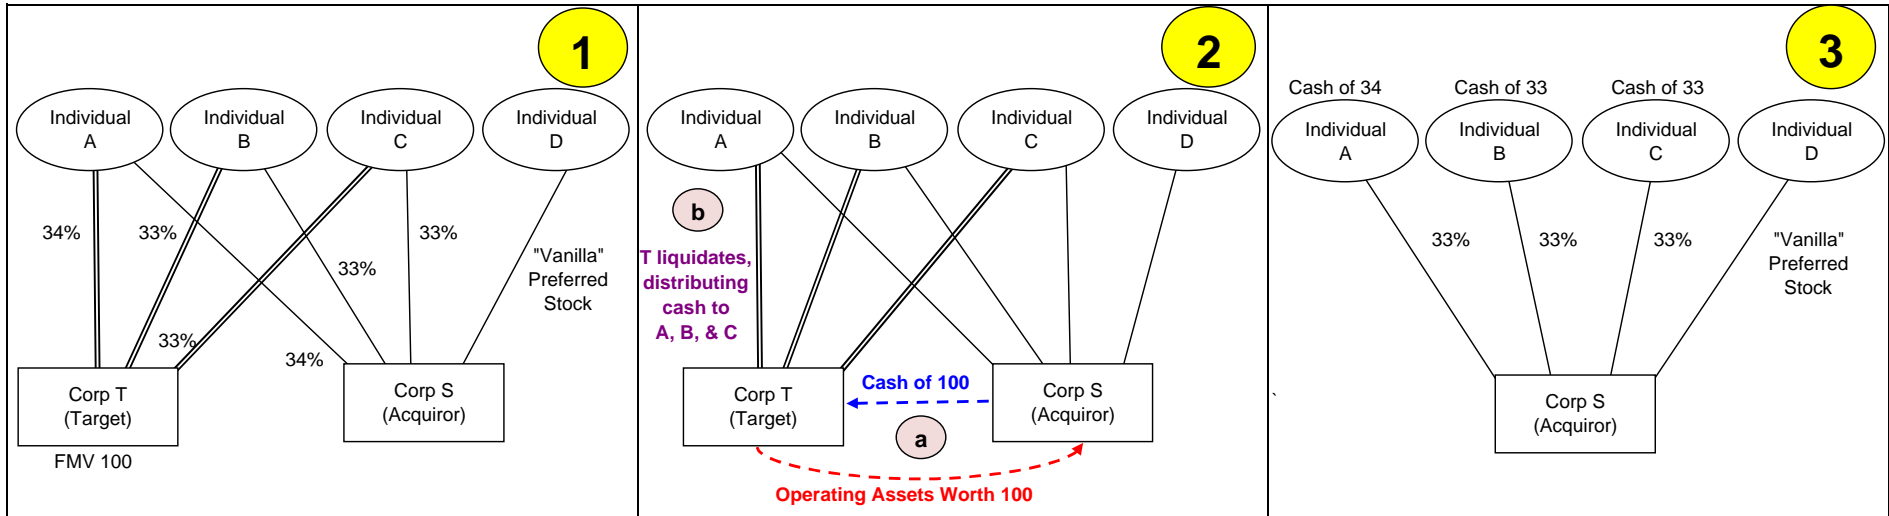 1
Individual
A
Individual
B
Individual
C
Individual
D
34%
33%
33%
33%
"Vanilla"
Preferred
Stock
33%
34%
Corp T
(Target)
Corp S
(Acquiror)
FMV 100
2
Individual
A
Individual
B
Individual
C
Individual
D
b
T liquidates,
distributing
cash to
A, B, & C
Corp T
(Target)
Cash of 100
Corp S
(Acquiror)
a
Operating Assets Worth 100
3
Cash of 34
Cash of 33
Cash of 33
Individual
A
Individual
B
Individual
C
Individual
D
33%
33%
33%
"Vanilla"
Preferred
Stock
`
Corp S
(Acquiror)